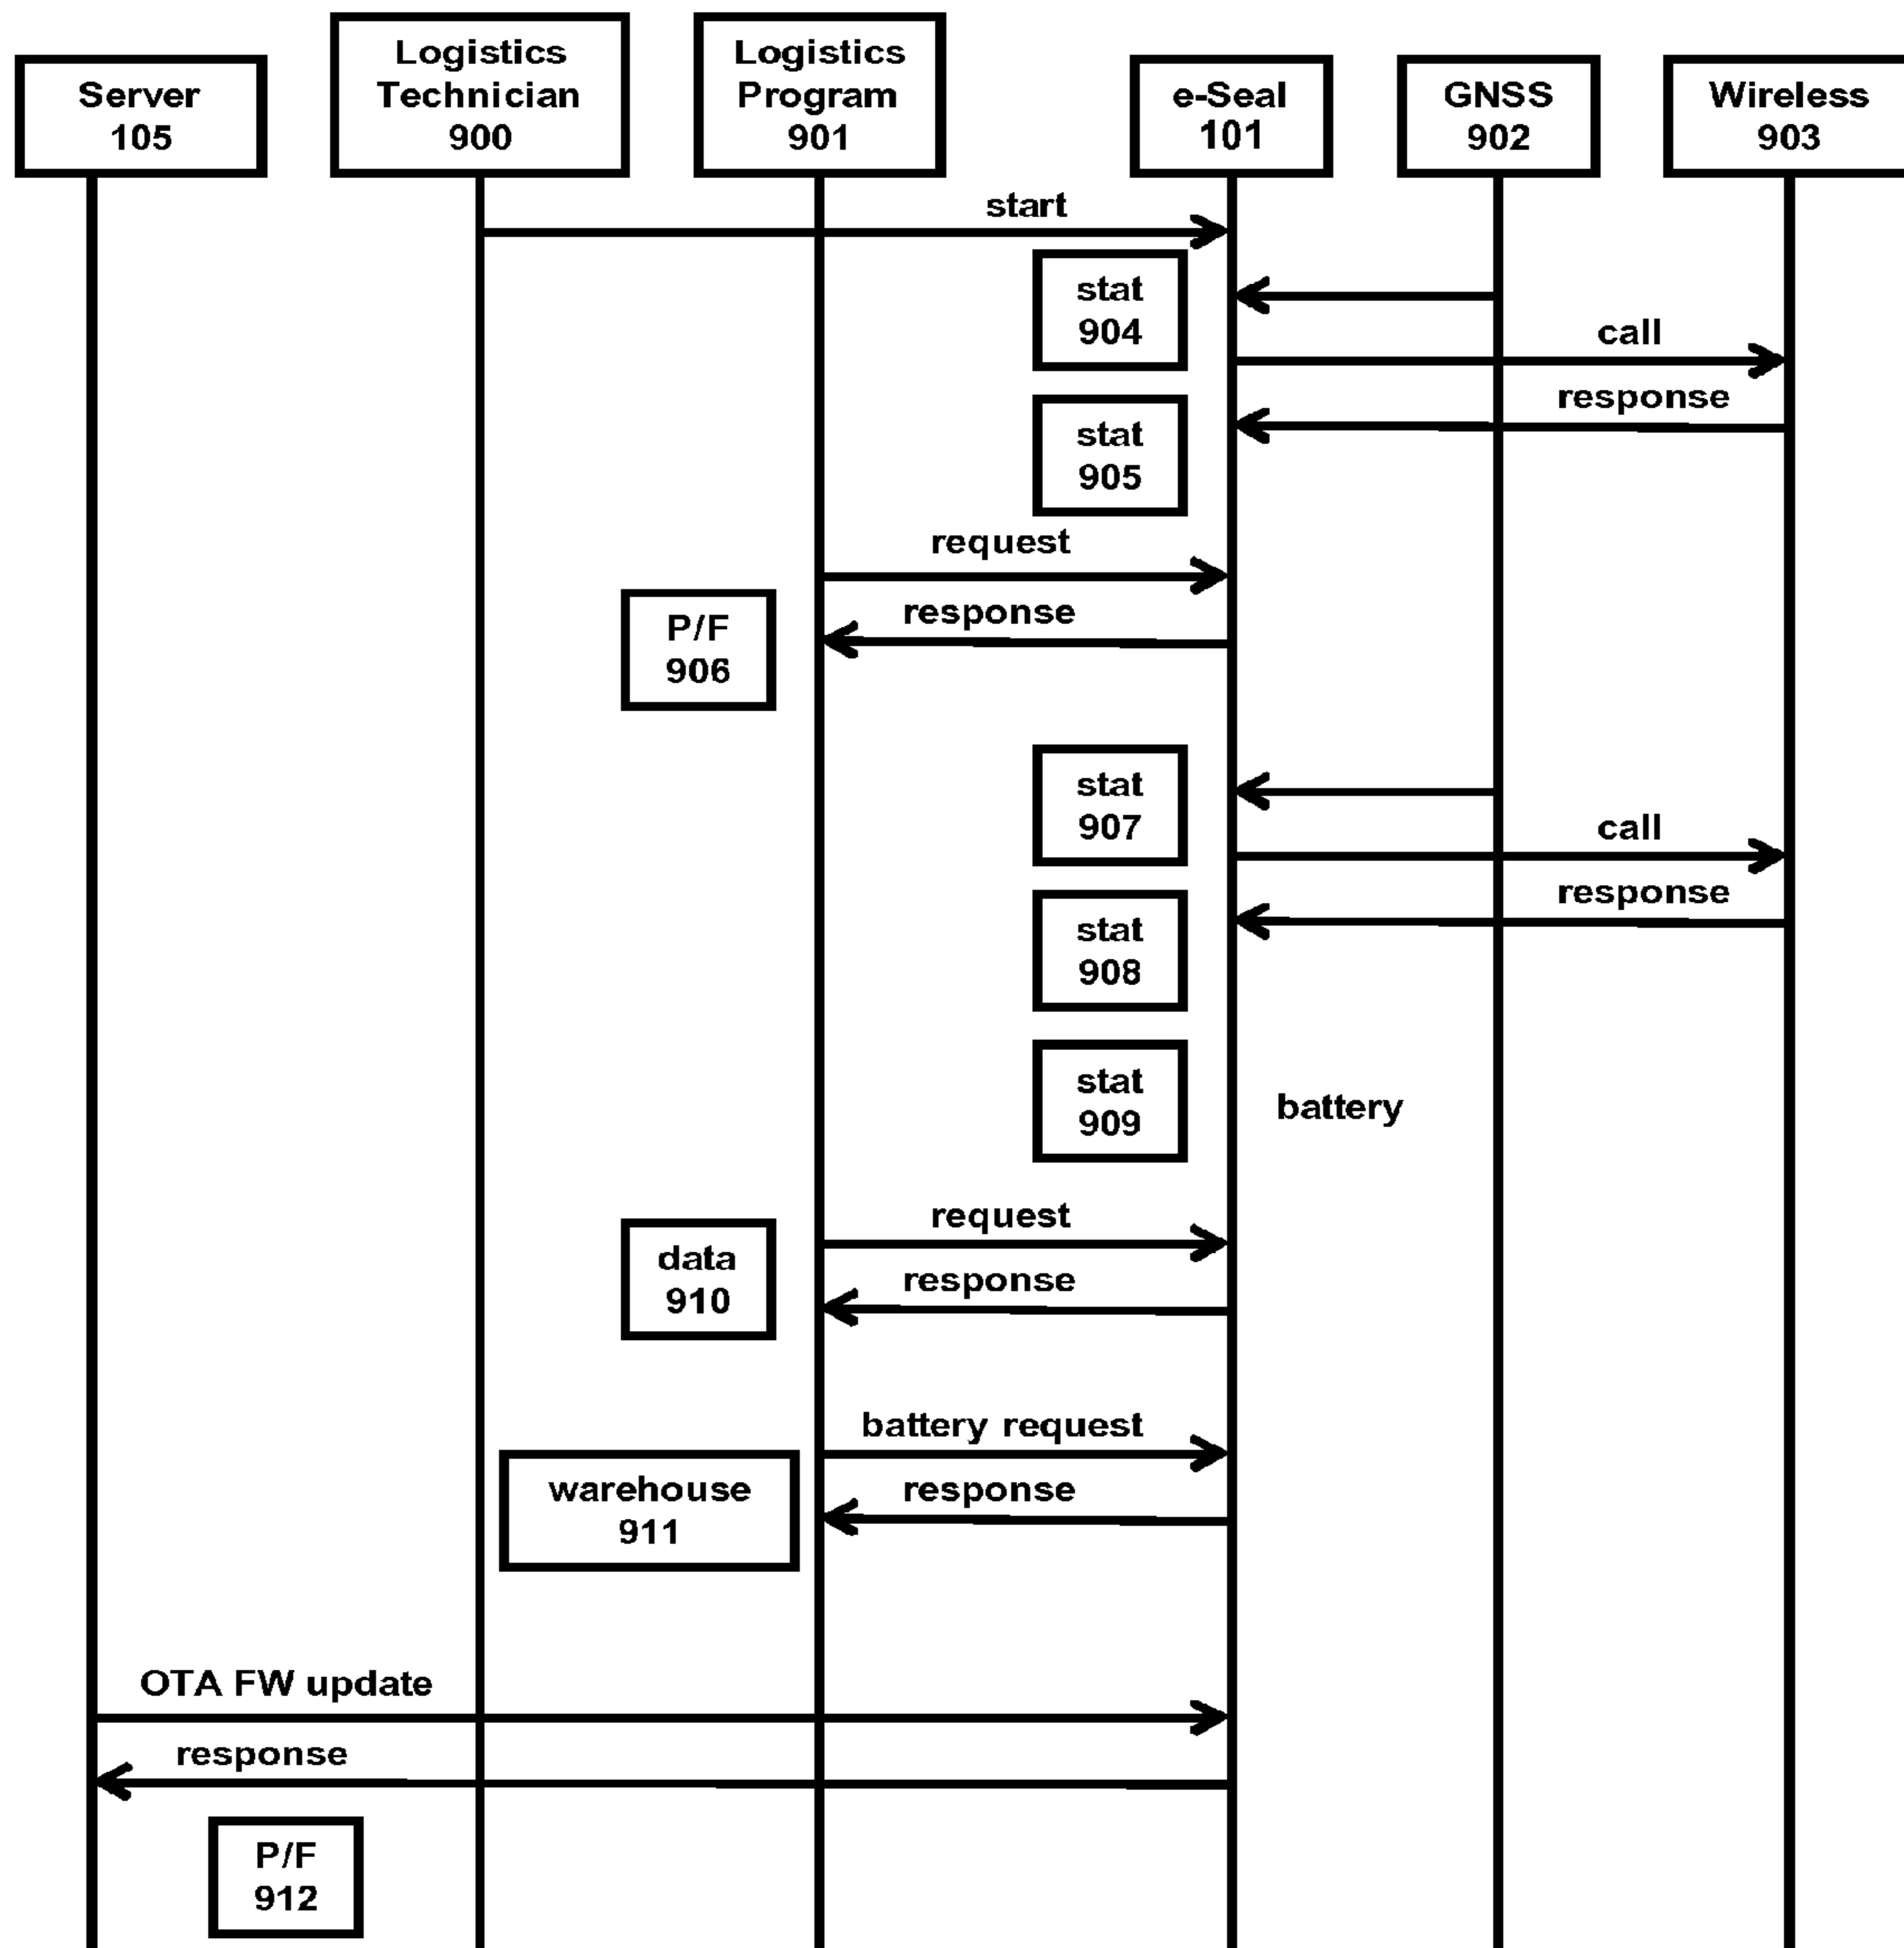 Server
105
Logistics
Technician
900
Logistics
Program
901
e-Seal
101
GNSS
902
Wireless
903
start
stat
904
call
response
stat
905
request
response
P/F
906
stat
907
call
response
stat
908
stat
909
battery
request
data
910
response
battery request
warehouse
911
response
OTA FW update
response
P/F
912